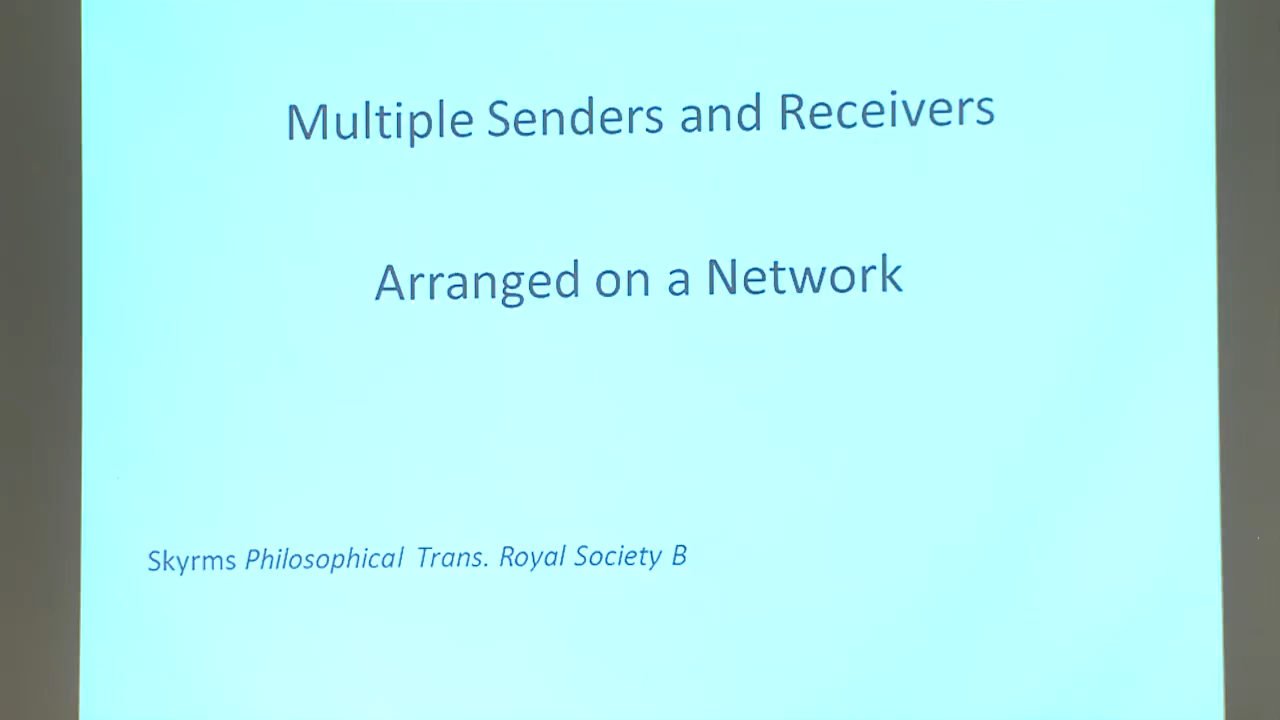 Multiple Senders and Receivers
Arranged on a Network
Skyrms Philosophical Trans. Royal Society B